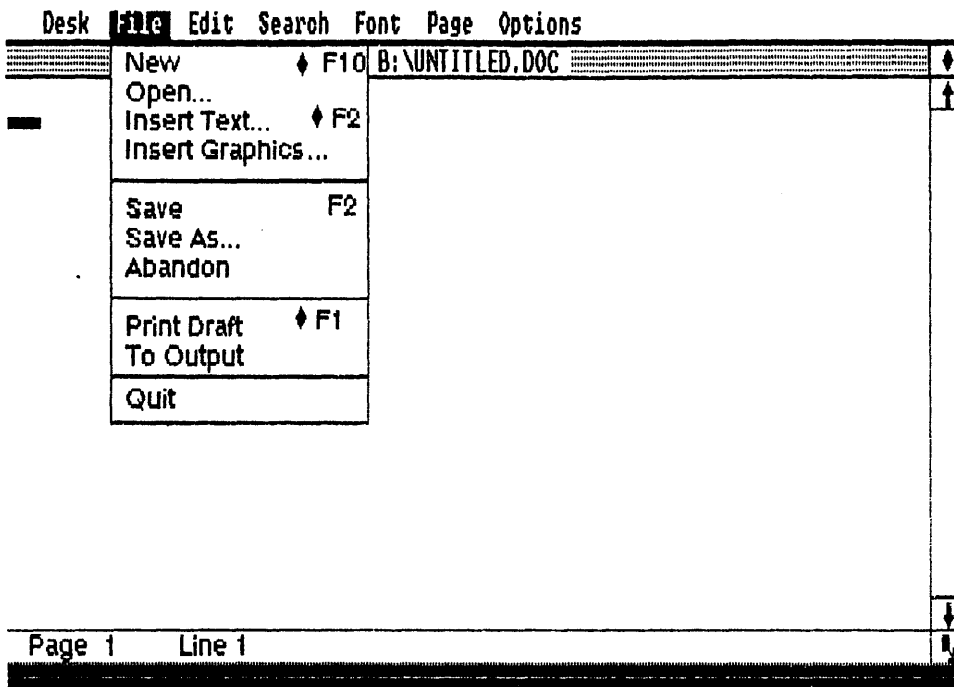 Desk File Edit Search Font Page Options
New ♦ F10
B:\UNTITLED.DOC
Open...
Insert Text... ♦ F2
Insert Graphics...
Save F2
Save As...
Abandon
Print Draft ♦ F1
To Output
Quit
Page 1 Line 1